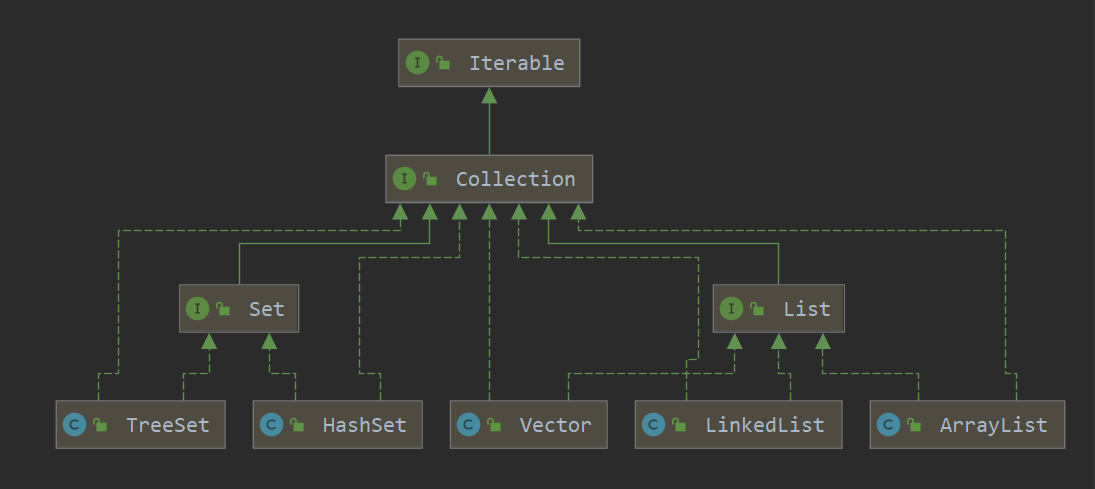 I Iterable
I Collection
I Set
I List
C TreeSet
C HashSet
C Vector
C LinkedList
C ArrayList